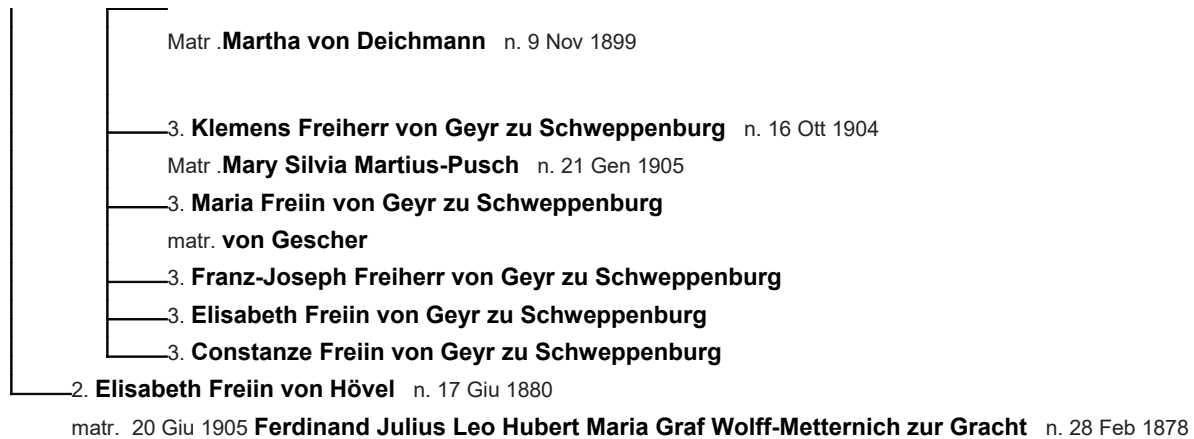 Matr .Martha von Deichmann n. 9 Nov 1899
3. Klemens Freiherr von Geyr zu Schweppenburg n. 16 Ott 1904
Matr .Mary Silvia Martius-Pusch n. 21 Gen 1905
3. Maria Freiin von Geyr zu Schweppenburg
matr. von Gescher
3. Franz-Joseph Freiherr von Geyr zu Schweppenburg
3. Elisabeth Freiin von Geyr zu Schweppenburg
3. Constanze Freiin von Geyr zu Schweppenburg
2. Elisabeth Freiin von Hövel n. 17 Giu 1880
matr. 20 Giu 1905 Ferdinand Julius Leo Hubert Maria Graf Wolff-Metternich zur Gracht n. 28 Feb 1878